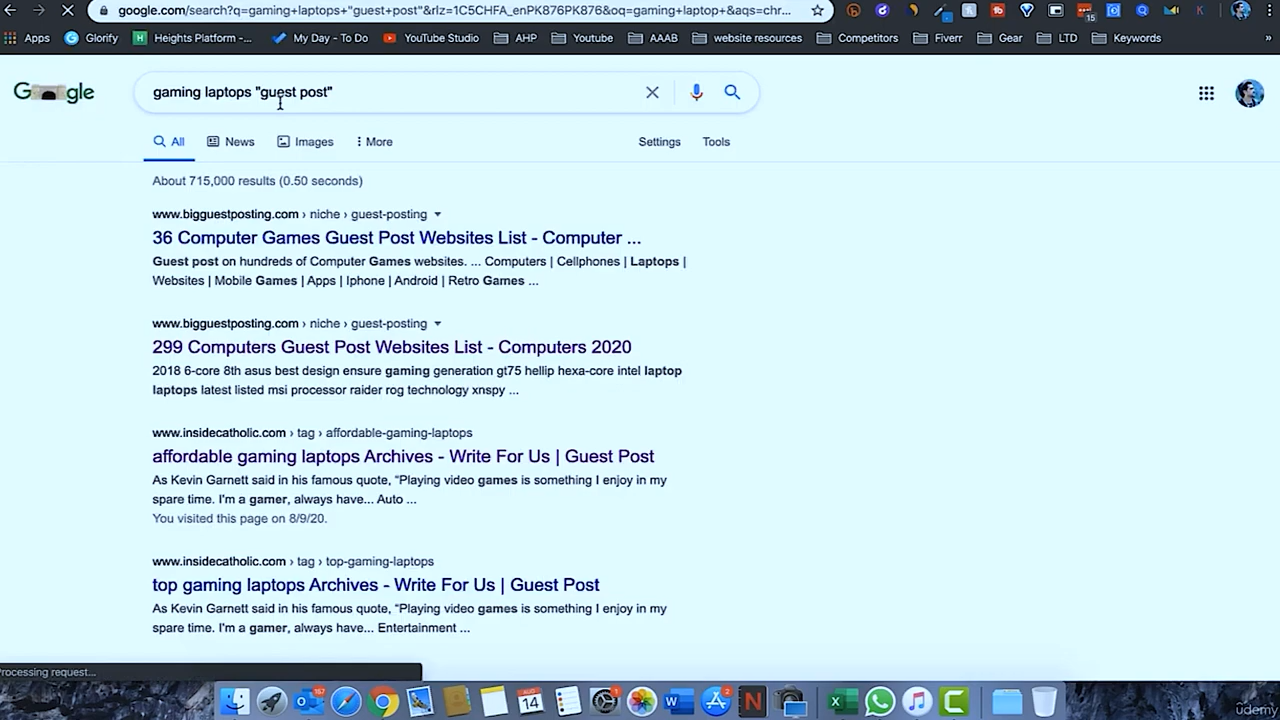 google.com/search?q=gaming+laptops+"guest+post"&rlz=1C5CHFA_enPK876PK876&oq=gaming+laptop+&aqs=chr...
15
Apps Glorify Heights Platform -... My Day - To Do YouTube Studio AHP Youtube AAAB website resources Competitors Fiverr Gear LTD Keywords »
Google
gaming laptops "guest post"
All News Images More Settings Tools
About 715,000 results (0.50 seconds)
www.bigguestposting.com › niche › guest-posting
36 Computer Games Guest Post Websites List - Computer ...
Guest post on hundreds of Computer Games websites. ... Computers | Cellphones | Laptops |
Websites | Mobile Games | Apps | Iphone | Android | Retro Games ...
www.bigguestposting.com › niche › guest-posting
299 Computers Guest Post Websites List - Computers 2020
2018 6-core 8th asus best design ensure gaming generation gt75 hellip hexa-core intel laptop
laptops latest listed msi processor raider rog technology xnspy ...
www.insidecatholic.com › tag › affordable-gaming-laptops
affordable gaming laptops Archives - Write For Us | Guest Post
As Kevin Garnett said in his famous quote, “Playing video games is something I enjoy in my
spare time. I'm a gamer, always have... Auto ...
You visited this page on 8/9/20.
www.insidecatholic.com › tag › top-gaming-laptops
top gaming laptops Archives - Write For Us | Guest Post
As Kevin Garnett said in his famous quote, “Playing video games is something I enjoy in my
spare time. I'm a gamer, always have... Entertainment ...
Processing request...
AUG
14
udemy